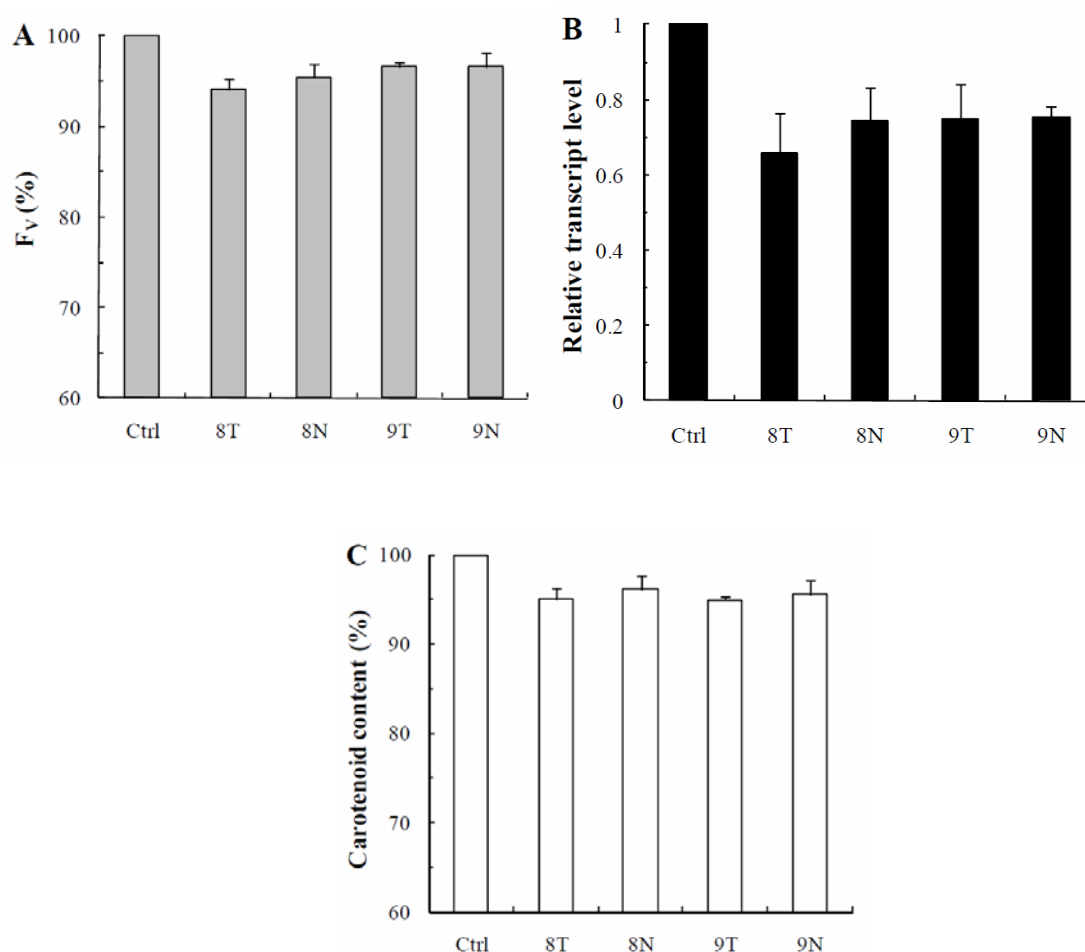 A
100
90
80
70
60
F_V (%)
Ctrl 8T 8N 9T 9N
B
1
0.8
0.6
0.4
0.2
0
Relative transcript level
Ctrl 8T 8N 9T 9N
C
100
90
80
70
60
Carotenoid content (%)
Ctrl 8T 8N 9T 9N